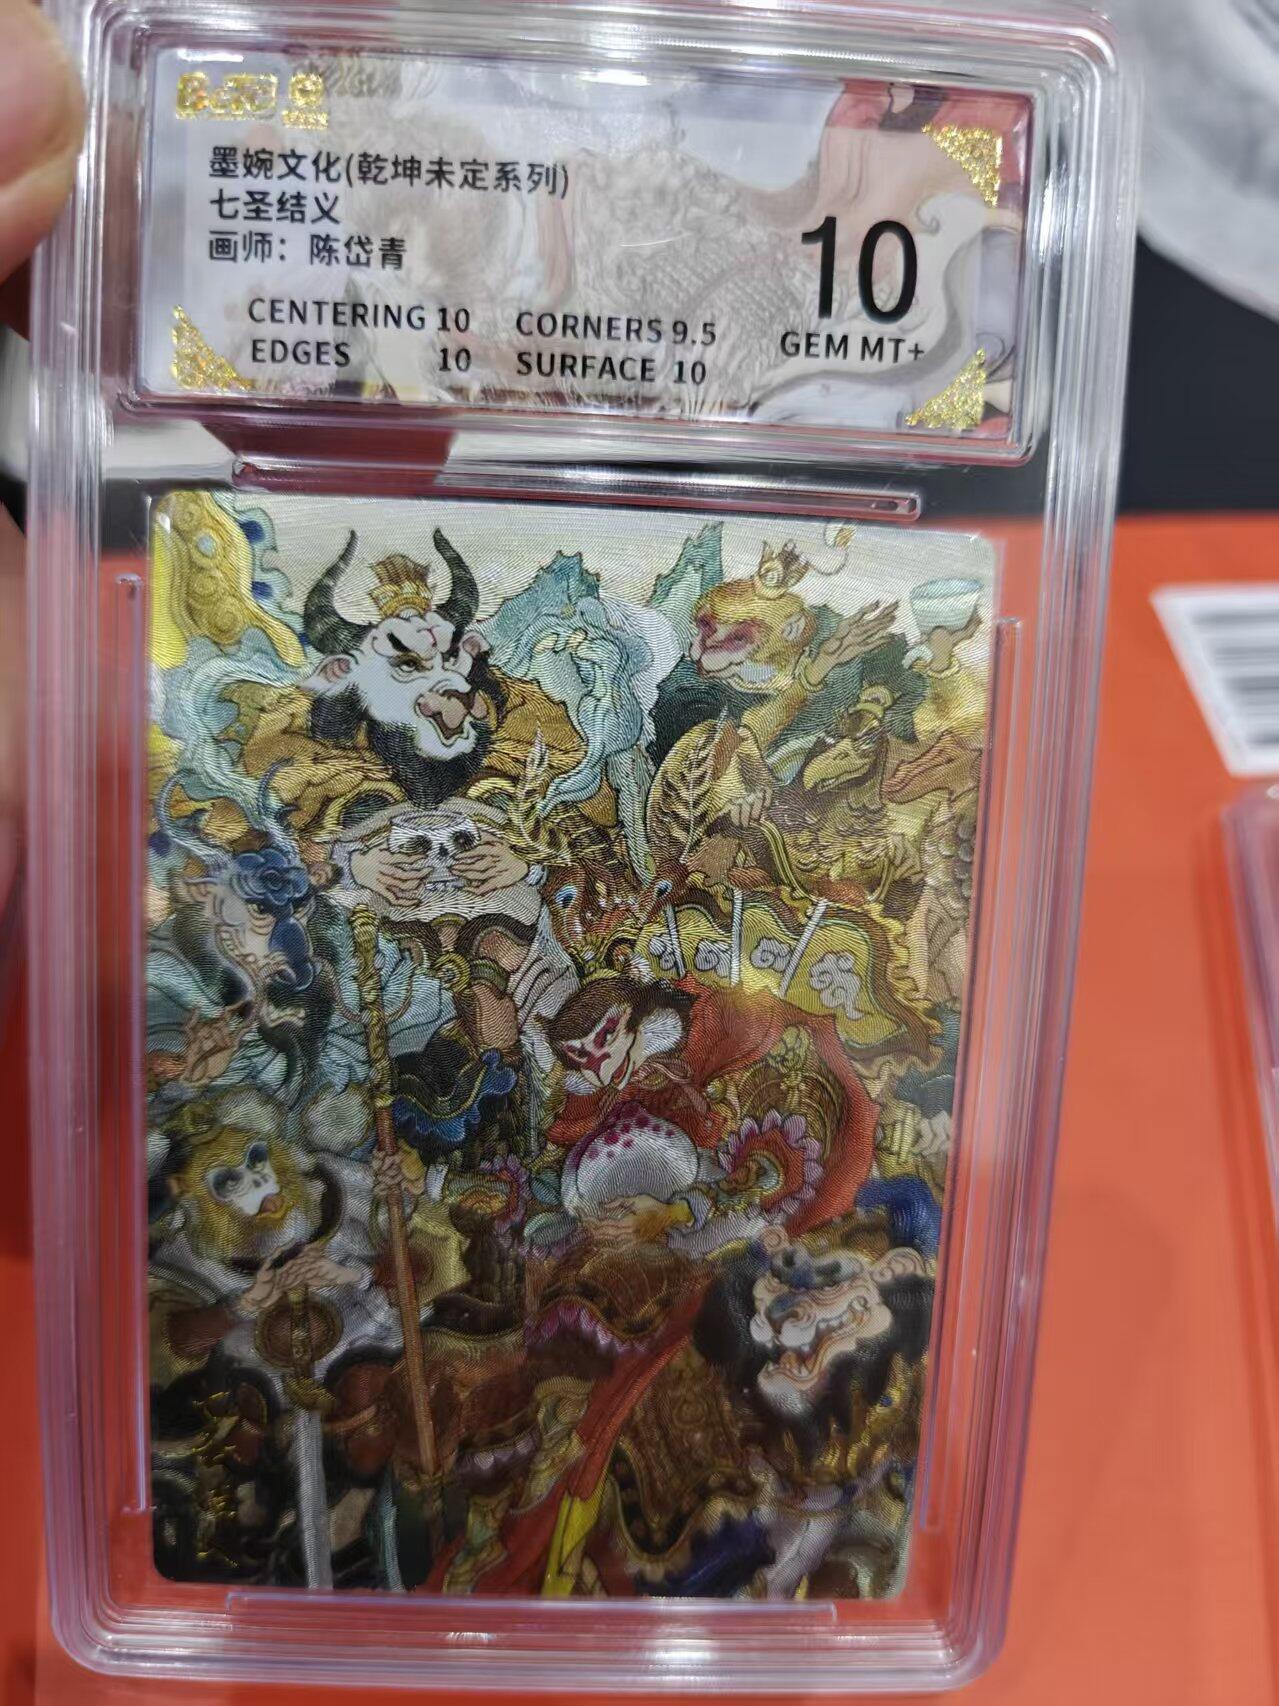 墨婉文化(乾坤未定系列)
七圣结义
画师：陈岱青
CENTERING 10 CORNERS 9.5
EDGES 10 SURFACE 10
10
GEM MT+